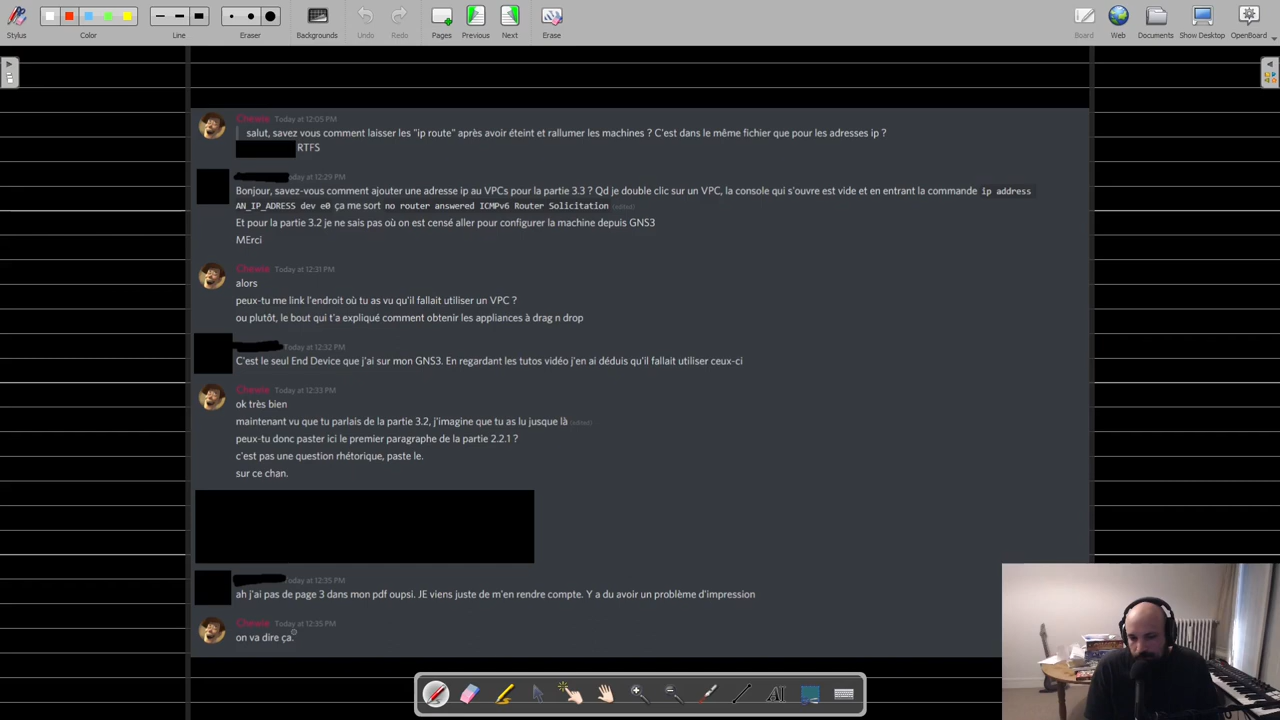 Stylus
Color
Line
Eraser
Backgrounds
Undo
Redo
Pages
Previous
Next
Erase
Board
Web
Documents
Show Desktop
OpenBoard
Chewie Today at 12:05 PM
salut, savez vous comment laisser les "ip route" après avoir éteint et rallumer les machines ? C'est dans le même fichier que pour les adresses ip ?
RTFS
oday at 12:29 PM
Bonjour, savez-vous comment ajouter une adresse ip au VPCs pour la partie 3.3 ? Qd je double clic sur un VPC, la console qui s'ouvre est vide et en entrant la commande ip address
AN_IP_ADRESS dev e0 ça me sort no router answered ICMPv6 Router Solicitation (edited)
Et pour la partie 3.2 je ne sais pas où on est censé aller pour configurer la machine depuis GNS3
MErci
Chewie Today at 12:31 PM
alors
peux-tu me link l'endroit où tu as vu qu'il fallait utiliser un VPC ?
ou plutôt, le bout qui t'a expliqué comment obtenir les appliances à drag n drop
Today at 12:32 PM
C'est le seul End Device que j'ai sur mon GNS3. En regardant les tutos vidéo j'en ai déduis qu'il fallait utiliser ceux-ci
Chewie Today at 12:33 PM
ok très bien
maintenant vu que tu parlais de la partie 3.2, j'imagine que tu as lu jusque là (edited)
peux-tu donc paster ici le premier paragraphe de la partie 2.2.1 ?
c'est pas une question rhétorique, paste le.
sur ce chan.
Today at 12:35 PM
ah j'ai pas de page 3 dans mon pdf oupsi. JE viens juste de m'en rendre compte. Y a du avoir un problème d'impression
Chewie Today at 12:35 PM
on va dire ça.